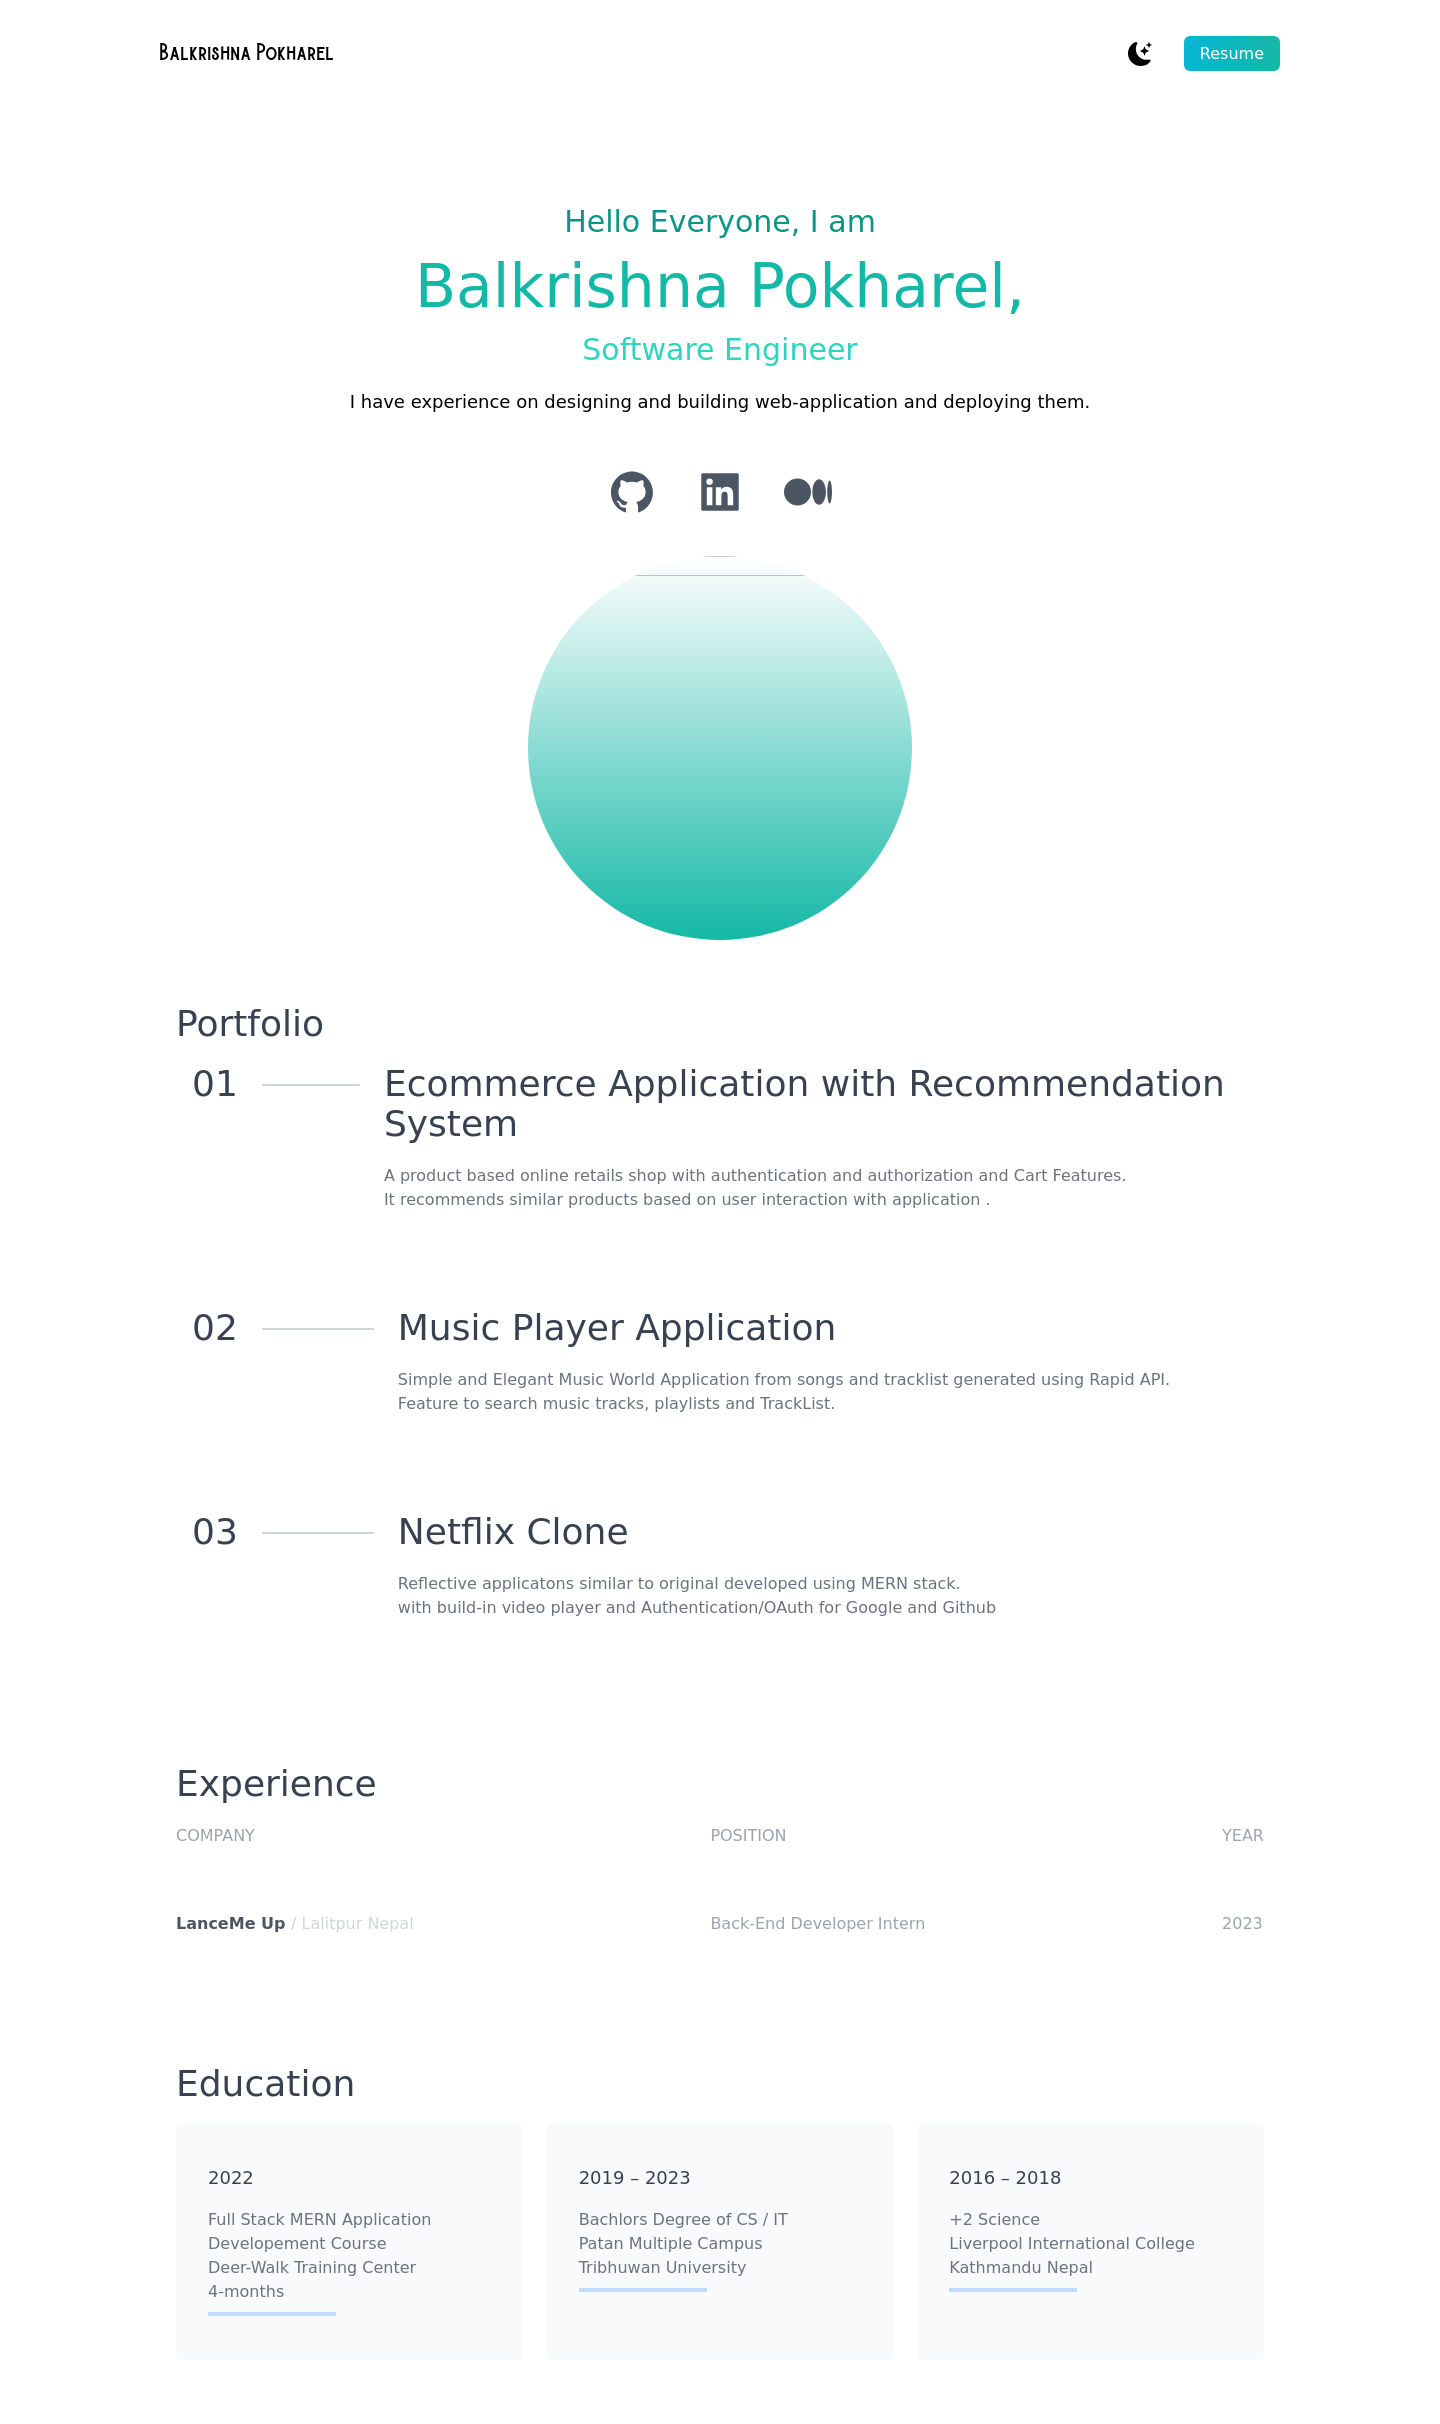 Balkrishna Pokharel
Resume
Hello Everyone, I am
Balkrishna Pokharel,
Software Engineer
I have experience on designing and building web-application and deploying them.
in
Portfolio
01
Ecommerce Application with Recommendation
System
A product based online retails shop with authentication and authorization and Cart Features.
It recommends similar products based on user interaction with application .
02
Music Player Application
Simple and Elegant Music World Application from songs and tracklist generated using Rapid API.
Feature to search music tracks, playlists and TrackList.
03
Netflix Clone
Reflective applicatons similar to original developed using MERN stack.
with build-in video player and Authentication/OAuth for Google and Github
Experience
COMPANY POSITION YEAR
LanceMe Up / Lalitpur Nepal Back-End Developer Intern 2023
Education
2022
Full Stack MERN Application
Developement Course
Deer-Walk Training Center
4-months
2019 – 2023
Bachlors Degree of CS / IT
Patan Multiple Campus
Tribhuwan University
2016 – 2018
+2 Science
Liverpool International College
Kathmandu Nepal